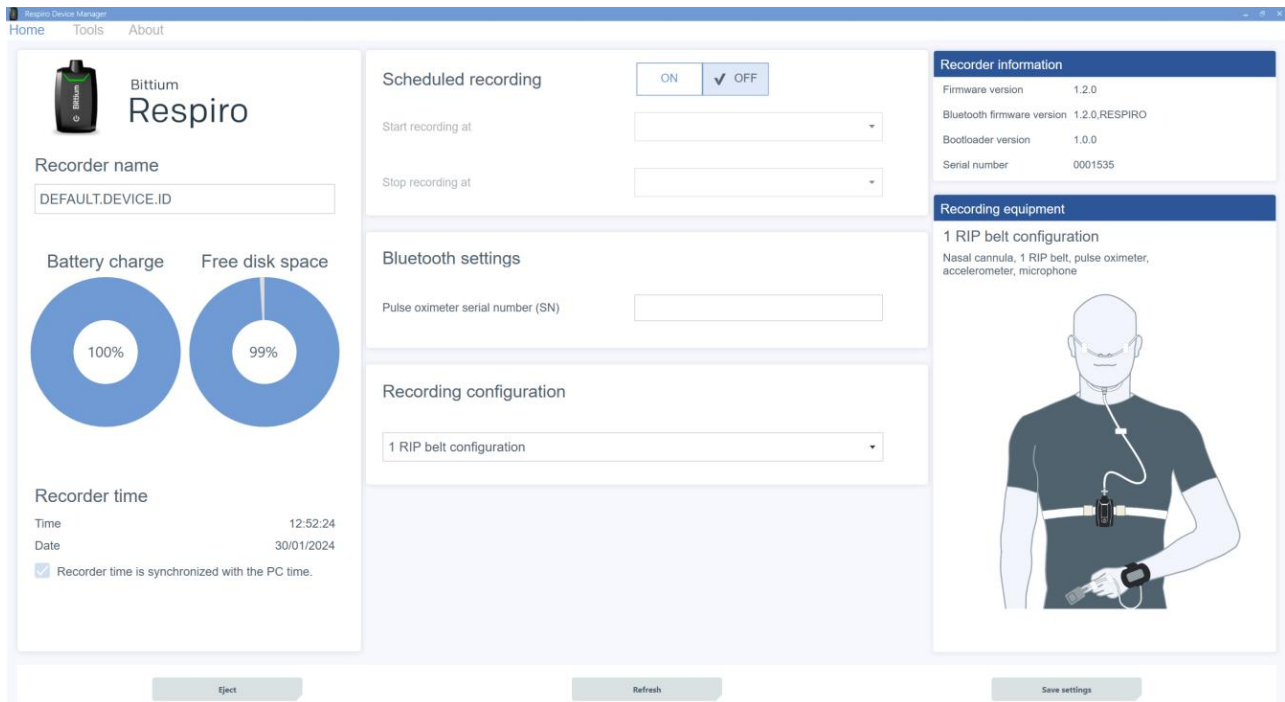 Respiro Device Manager
Home Tools About
Bittium
Bittium
Respiro
Recorder name
DEFAULT.DEVICE.ID
Battery charge Free disk space
100% 99%
Recorder time
Time 12:52:24
Date 30/01/2024
Recorder time is synchronized with the PC time.
Scheduled recording ON OFF
Start recording at
Stop recording at
Bluetooth settings
Pulse oximeter serial number (SN)
Recording configuration
1 RIP belt configuration
Recorder information
Firmware version 1.2.0
Bluetooth firmware version 1.2.0,RESPIRO
Bootloader version 1.0.0
Serial number 0001535
Recording equipment
1 RIP belt configuration
Nasal cannula, 1 RIP belt, pulse oximeter,
accelerometer, microphone
Eject Refresh Save settings